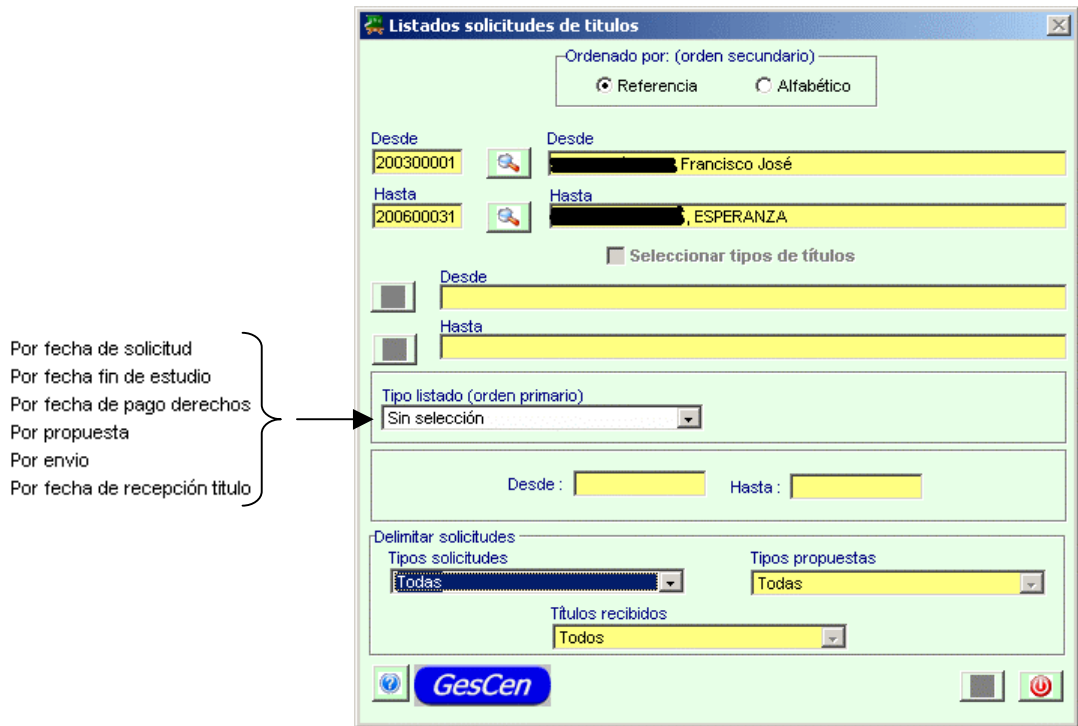 Listados solicitudes de titulos
Ordenado por: (orden secundario)
Referencia Alfabético
Desde Desde
200300001 , Francisco José
Hasta Hasta
200600031 , ESPERANZA
Seleccionar tipos de títulos
Desde
Hasta
Por fecha de solicitud
Por fecha fin de estudio
Por fecha de pago derechos
Por propuesta
Por envio
Por fecha de recepción titulo
Tipo listado (orden primario)
Sin selección
Desde : Hasta :
Delimitar solicitudes
Tipos solicitudes Tipos propuestas
Todas Todas
Títulos recibidos
Todos
GesCen